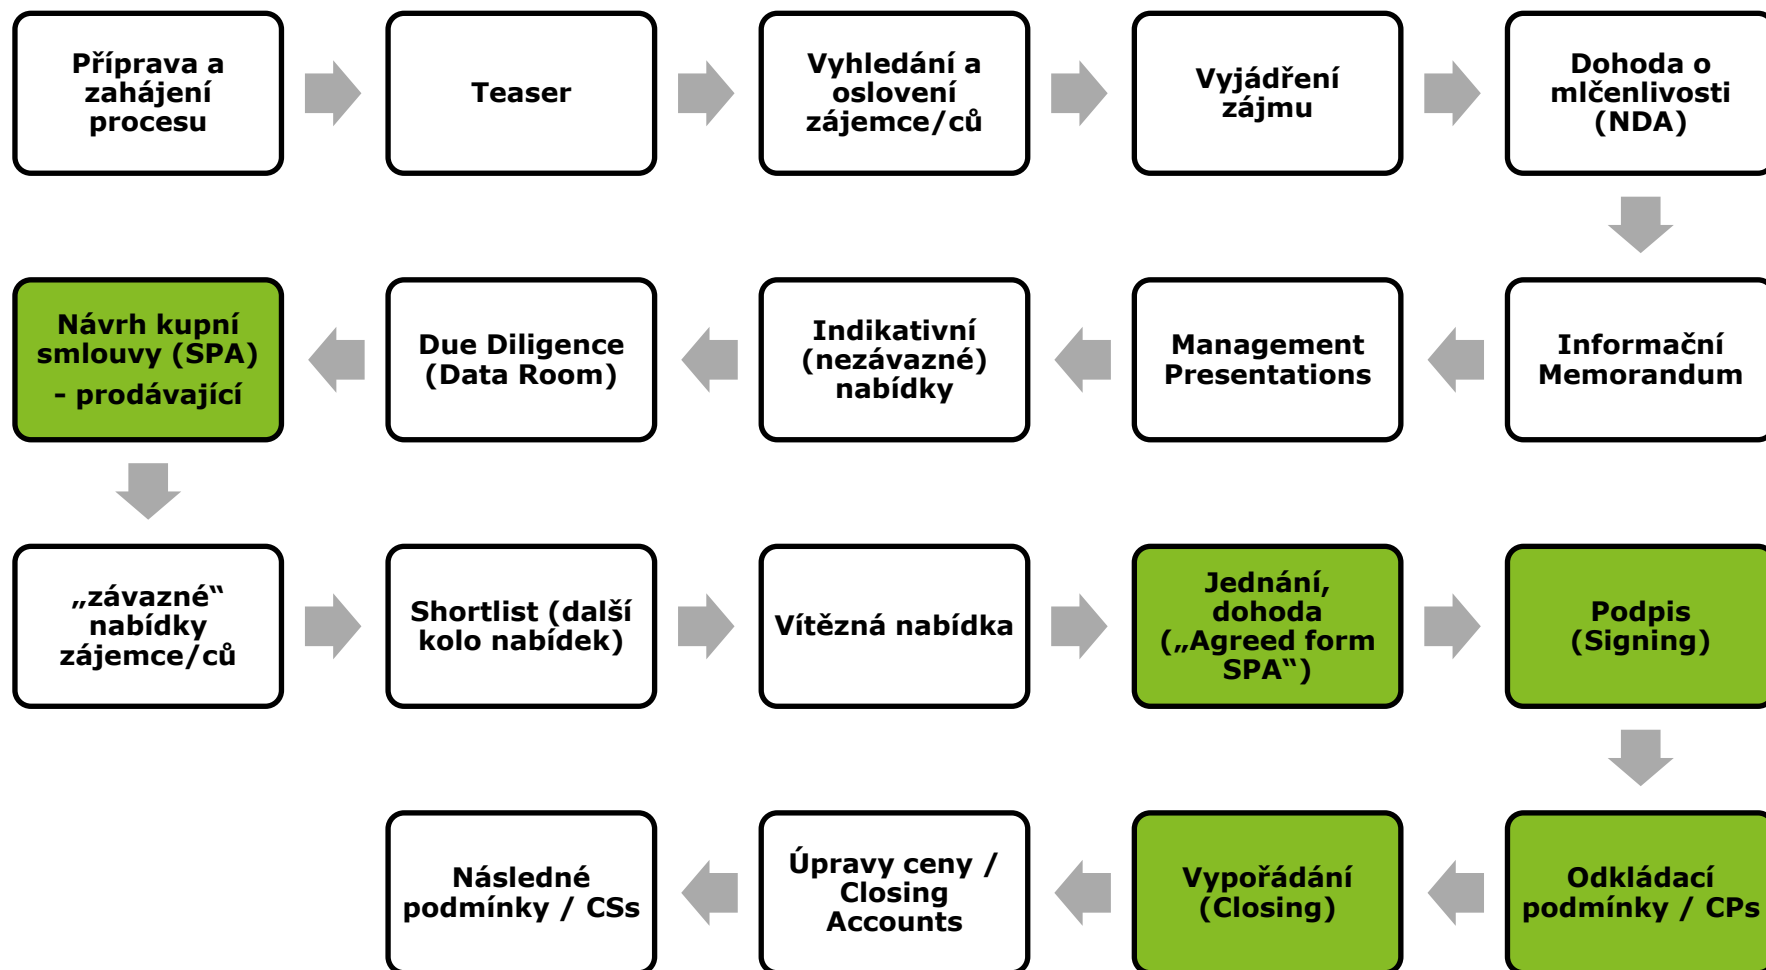 Příprava a
zahájení
procesu
Teaser
Vyhledání a
oslovení
zájemce/ců
Vyjádření
zájmu
Dohoda o
mlčenlivosti
(NDA)
Informační
Memorandum
Management
Presentations
Indikativní
(nezávazné)
nabídky
Due Diligence
(Data Room)
Návrh kupní
smlouvy (SPA)
- prodávající
„závazné“
nabídky
zájemce/ců
Shortlist (další
kolo nabídek)
Vítězná nabídka
Jednání,
dohoda
(„Agreed form
SPA“)
Podpis
(Signing)
Odkládací
podmínky / CPs
Vypořádání
(Closing)
Úpravy ceny /
Closing
Accounts
Následné
podmínky / CSs